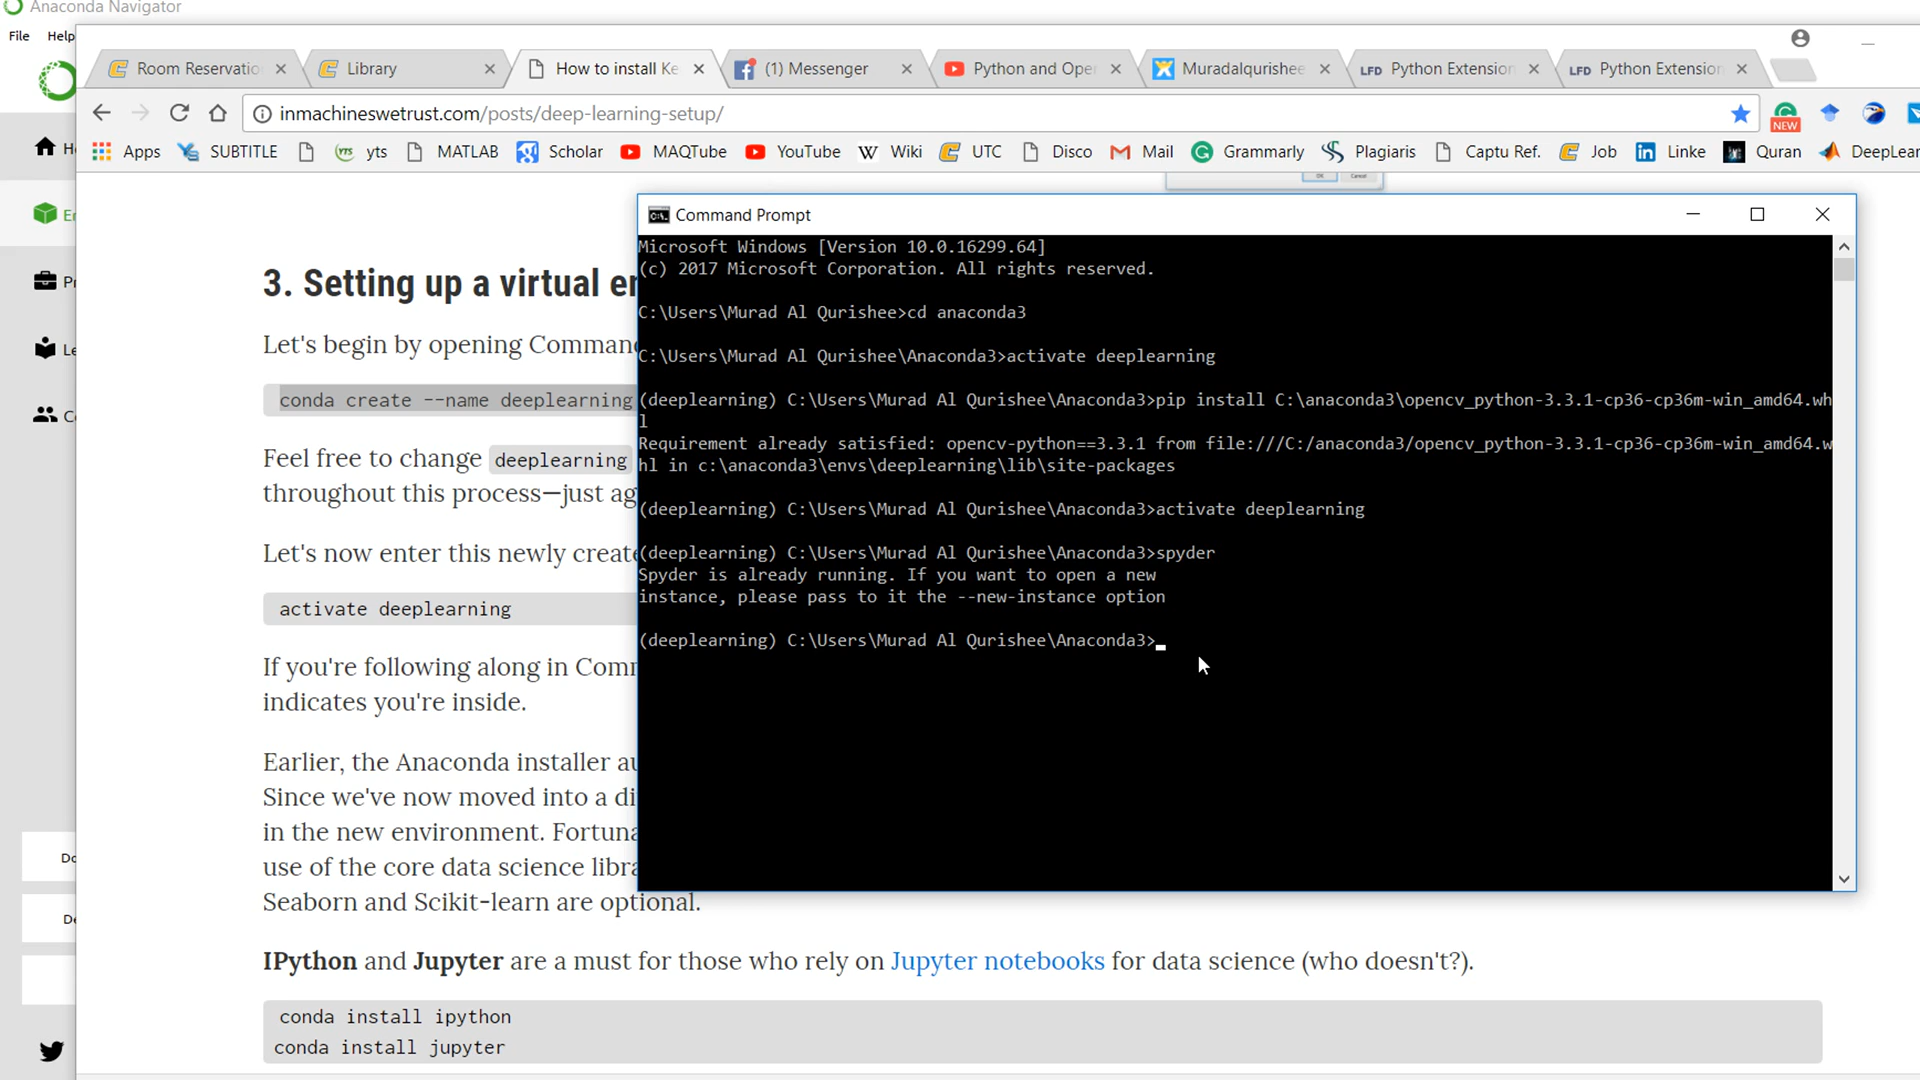 Anaconda Navigator
File Help
Room Reservatio
Library
How to install Ke
(1) Messenger
Python and Ope
Muradalqurishee
LFD Python Extension
LFD Python Extension
inmachineswetrust.com/posts/deep-learning-setup/
NEW
Apps SUBTITLE yts MATLAB Scholar MAQTube YouTube Wiki UTC Disco Mail Grammarly Plagiaris Captu Ref. Job Linke Quran DeepLear
OK Cancel
H
E
P
Le
C
Do
De
3. Setting up a virtual e
Let's begin by opening Comman
conda create --name deeplearning
Feel free to change deeplearning
throughout this process—just ag
Let's now enter this newly create
activate deeplearning
If you're following along in Com
indicates you're inside.
Earlier, the Anaconda installer au
Since we've now moved into a di
in the new environment. Fortuna
use of the core data science libra
Seaborn and Scikit-learn are optional.
IPython and Jupyter are a must for those who rely on Jupyter notebooks for data science (who doesn't?).
conda install ipython
conda install jupyter
Command Prompt
Microsoft Windows [Version 10.0.16299.64]
(c) 2017 Microsoft Corporation. All rights reserved.
C:\Users\Murad Al Qurishee>cd anaconda3
C:\Users\Murad Al Qurishee\Anaconda3>activate deeplearning
(deeplearning) C:\Users\Murad Al Qurishee\Anaconda3>pip install C:\anaconda3\opencv_python-3.3.1-cp36-cp36m-win_amd64.wh
l
Requirement already satisfied: opencv-python==3.3.1 from file:///C:/anaconda3/opencv_python-3.3.1-cp36-cp36m-win_amd64.w
hl in c:\anaconda3\envs\deeplearning\lib\site-packages
(deeplearning) C:\Users\Murad Al Qurishee\Anaconda3>activate deeplearning
(deeplearning) C:\Users\Murad Al Qurishee\Anaconda3>spyder
Spyder is already running. If you want to open a new
instance, please pass to it the --new-instance option
(deeplearning) C:\Users\Murad Al Qurishee\Anaconda3>